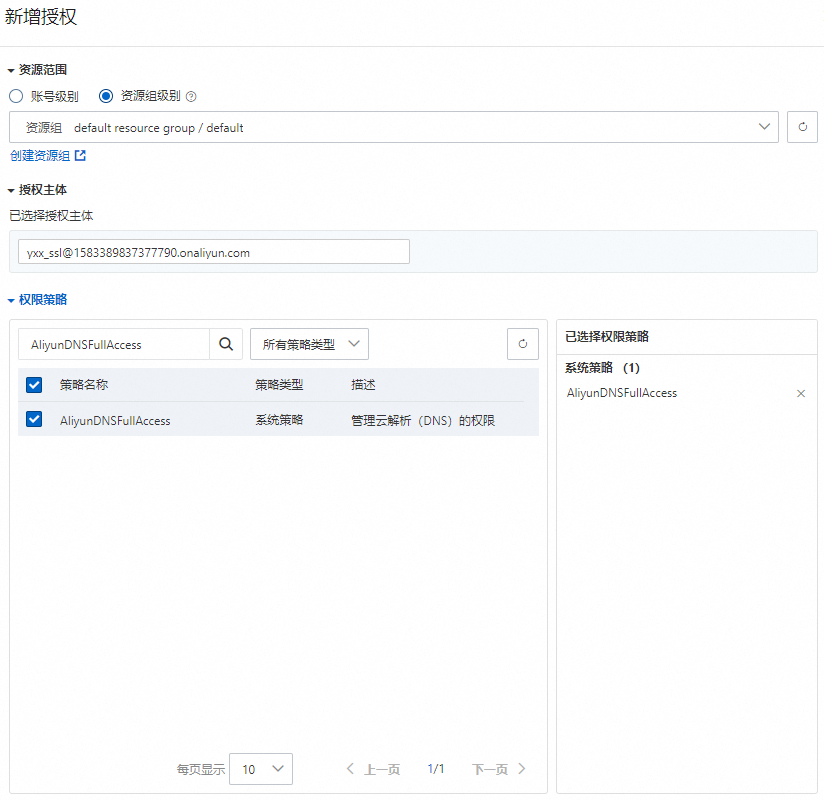 新增授权
资源范围
账号级别 资源组级别
资源组 default resource group / default
创建资源组
授权主体
已选择授权主体
yxx_ssl@1583389837377790.onaliyun.com
权限策略
AliyunDNSFullAccess 所有策略类型
策略名称 策略类型 描述
AliyunDNSFullAccess 系统策略 管理云解析（DNS）的权限
每页显示 10 上一页 1/1 下一页
已选择权限策略
系统策略 （1）
AliyunDNSFullAccess